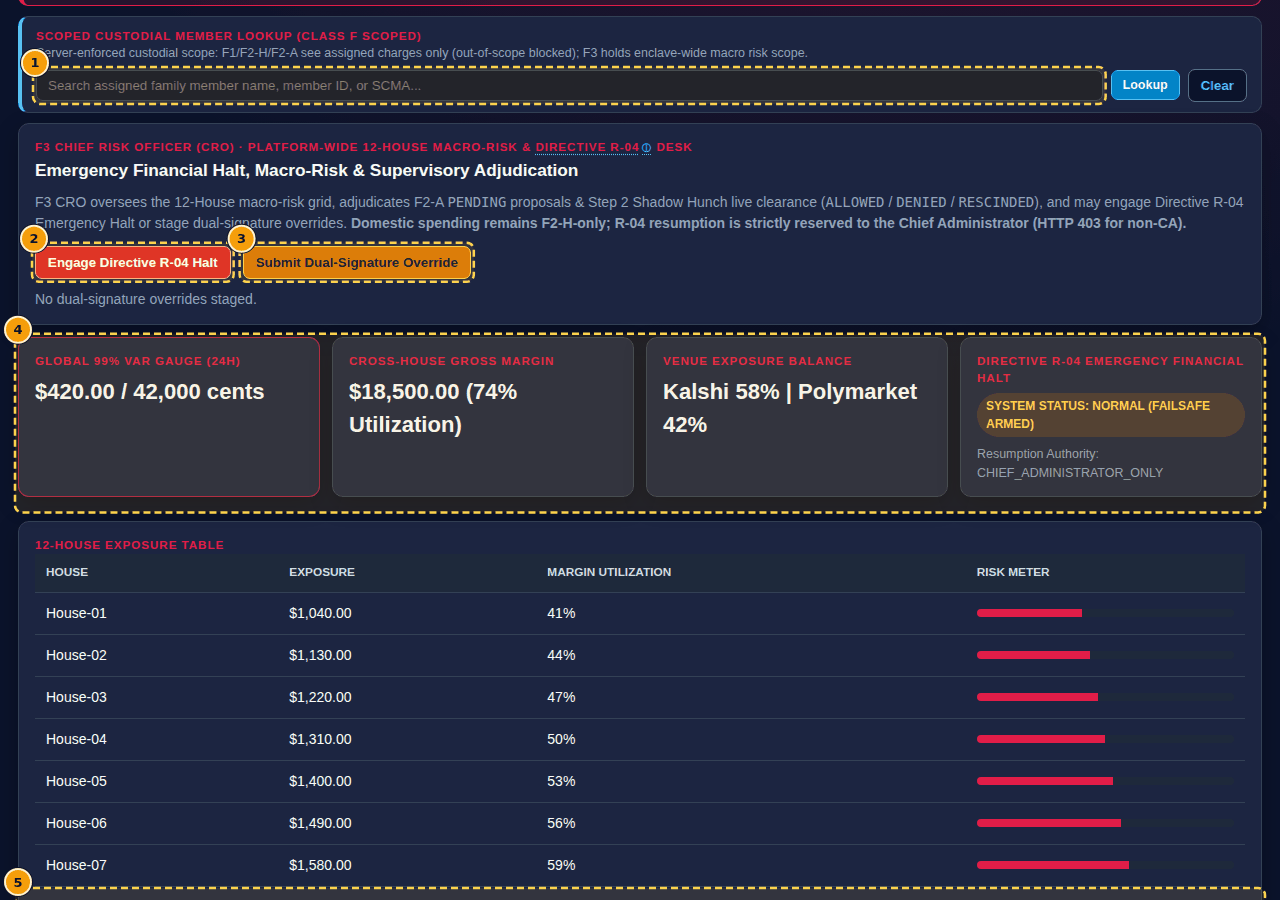 SCOPED CUSTODIAL MEMBER LOOKUP (CLASS F SCOPED)
Server-enforced custodial scope: F1/F2-H/F2-A see assigned charges only (out-of-scope blocked); F3 holds enclave-wide macro risk scope.
1
Search assigned family member name, member ID, or SCMA...
Lookup
Clear
F3 CHIEF RISK OFFICER (CRO) · PLATFORM-WIDE 12-HOUSE MACRO-RISK & DIRECTIVE R-04 ⓘ DESK
Emergency Financial Halt, Macro-Risk & Supervisory Adjudication
F3 CRO oversees the 12-House macro-risk grid, adjudicates F2-A PENDING proposals & Step 2 Shadow Hunch live clearance (ALLOWED / DENIED / RESCINDED), and may engage Directive R-04
Emergency Halt or stage dual-signature overrides. Domestic spending remains F2-H-only; R-04 resumption is strictly reserved to the Chief Administrator (HTTP 403 for non-CA).
2
3
Engage Directive R-04 Halt
Submit Dual-Signature Override
No dual-signature overrides staged.
4
GLOBAL 99% VAR GAUGE (24H)
$420.00 / 42,000 cents
CROSS-HOUSE GROSS MARGIN
$18,500.00 (74%
Utilization)
VENUE EXPOSURE BALANCE
Kalshi 58% | Polymarket
42%
DIRECTIVE R-04 EMERGENCY FINANCIAL
HALT
SYSTEM STATUS: NORMAL (FAILSAFE
ARMED)
Resumption Authority:
CHIEF_ADMINISTRATOR_ONLY
12-HOUSE EXPOSURE TABLE
HOUSE EXPOSURE MARGIN UTILIZATION RISK METER
House-01 $1,040.00 41%
House-02 $1,130.00 44%
House-03 $1,220.00 47%
House-04 $1,310.00 50%
House-05 $1,400.00 53%
House-06 $1,490.00 56%
House-07 $1,580.00 59%
5